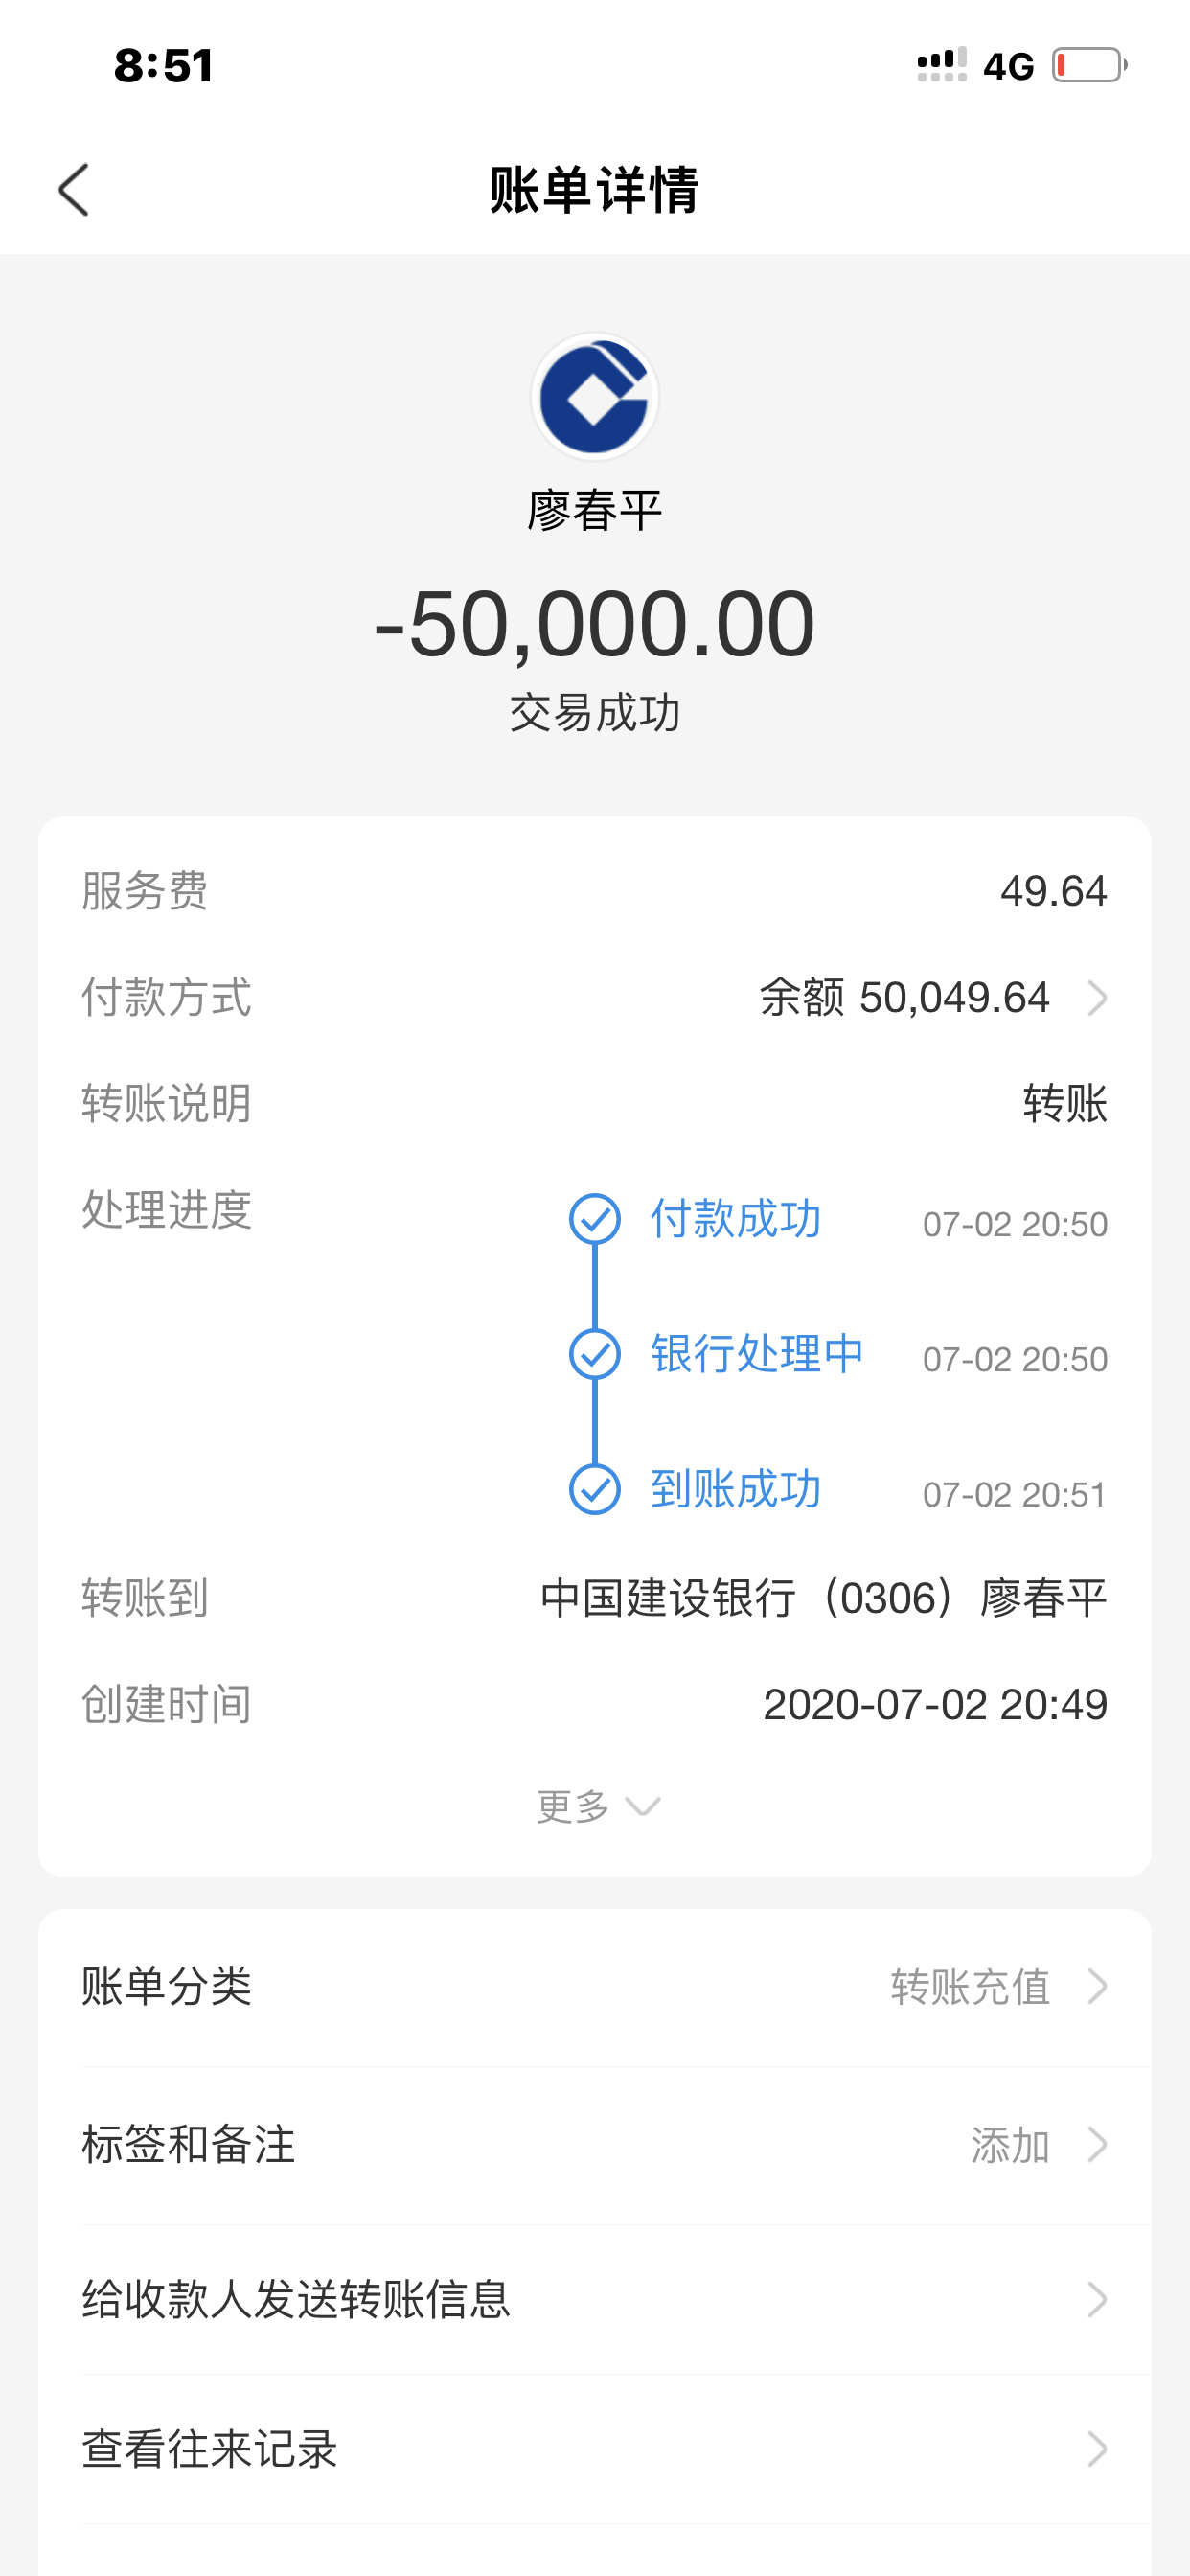 8:51 4G
账单详情
廖春平
-50,000.00
交易成功
服务费 49.64
付款方式 余额 50,049.64
转账说明 转账
处理进度 付款成功 07-02 20:50
银行处理中 07-02 20:50
到账成功 07-02 20:51
转账到 中国建设银行（0306）廖春平
创建时间 2020-07-02 20:49
更多
账单分类 转账充值
标签和备注 添加
给收款人发送转账信息
查看往来记录